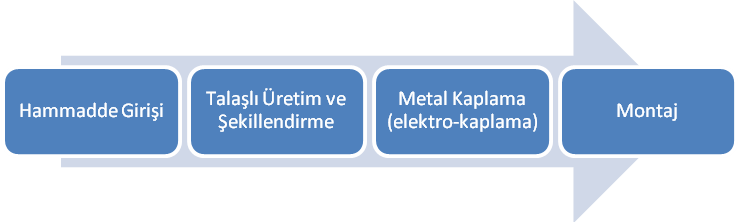 Hammadde Girişi
Talaşlı Üretim ve
Şekillendirme
Metal Kaplama
(elektro-kaplama)
Montaj